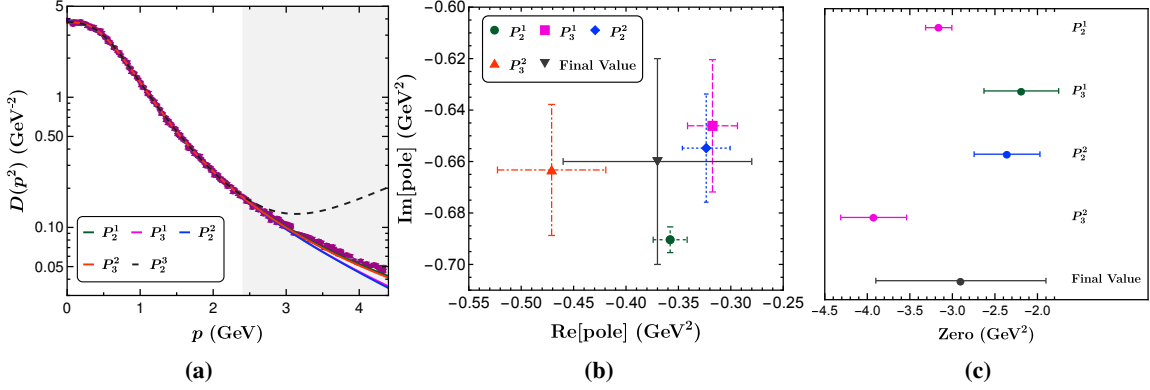 5
1
0.50
0.10
0.05
D(p²) (GeV⁻²)
P₂¹ P₃¹ P₂²
P₃² P₂³
0 1 2 3 4
p (GeV)
(a)
−0.60
−0.62
−0.64
−0.66
−0.68
−0.70
Im[pole] (GeV²)
P₂¹ P₃¹ P₂²
P₃² Final Value
−0.55 −0.50 −0.45 −0.40 −0.35 −0.30 −0.25
Re[pole] (GeV²)
(b)
P₂¹
P₃¹
P₂²
P₃²
Final Value
−4.5 −4.0 −3.5 −3.0 −2.5 −2.0
Zero (GeV²)
(c)